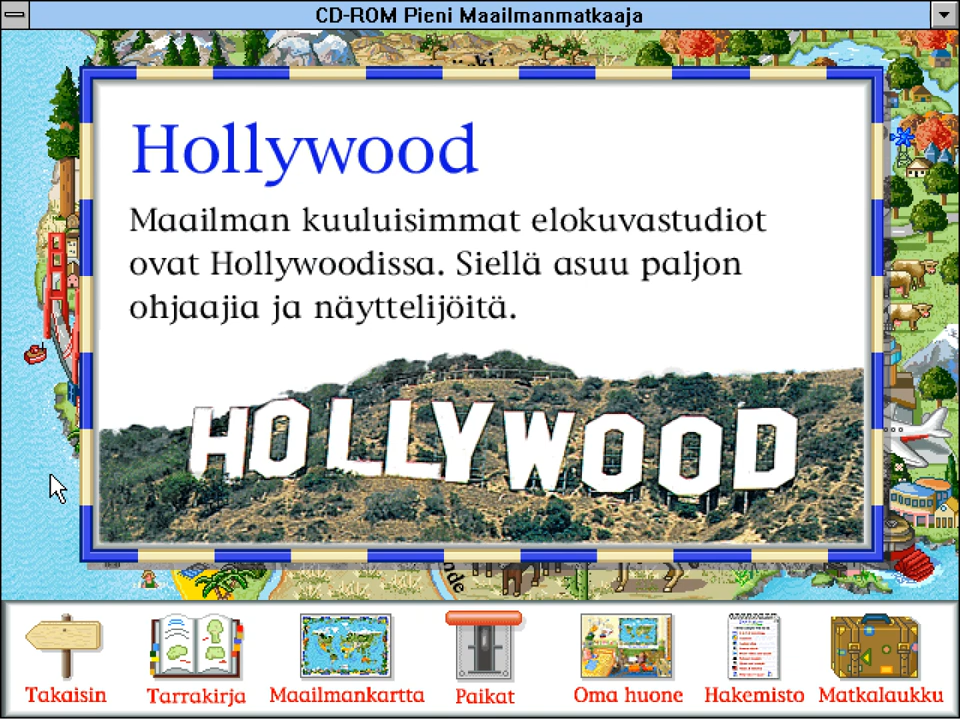 CD-ROM Pieni Maailmanmatkaaja
Hollywood
Maailman kuuluisimmat elokuvastudiot
ovat Hollywoodissa. Siellä asuu paljon
ohjaajia ja näyttelijöitä.
HOLLYWOOD
Takaisin
Tarrakirja
Maailmankartta
Paikat
Oma huone
Hakemisto
Matkalaukku